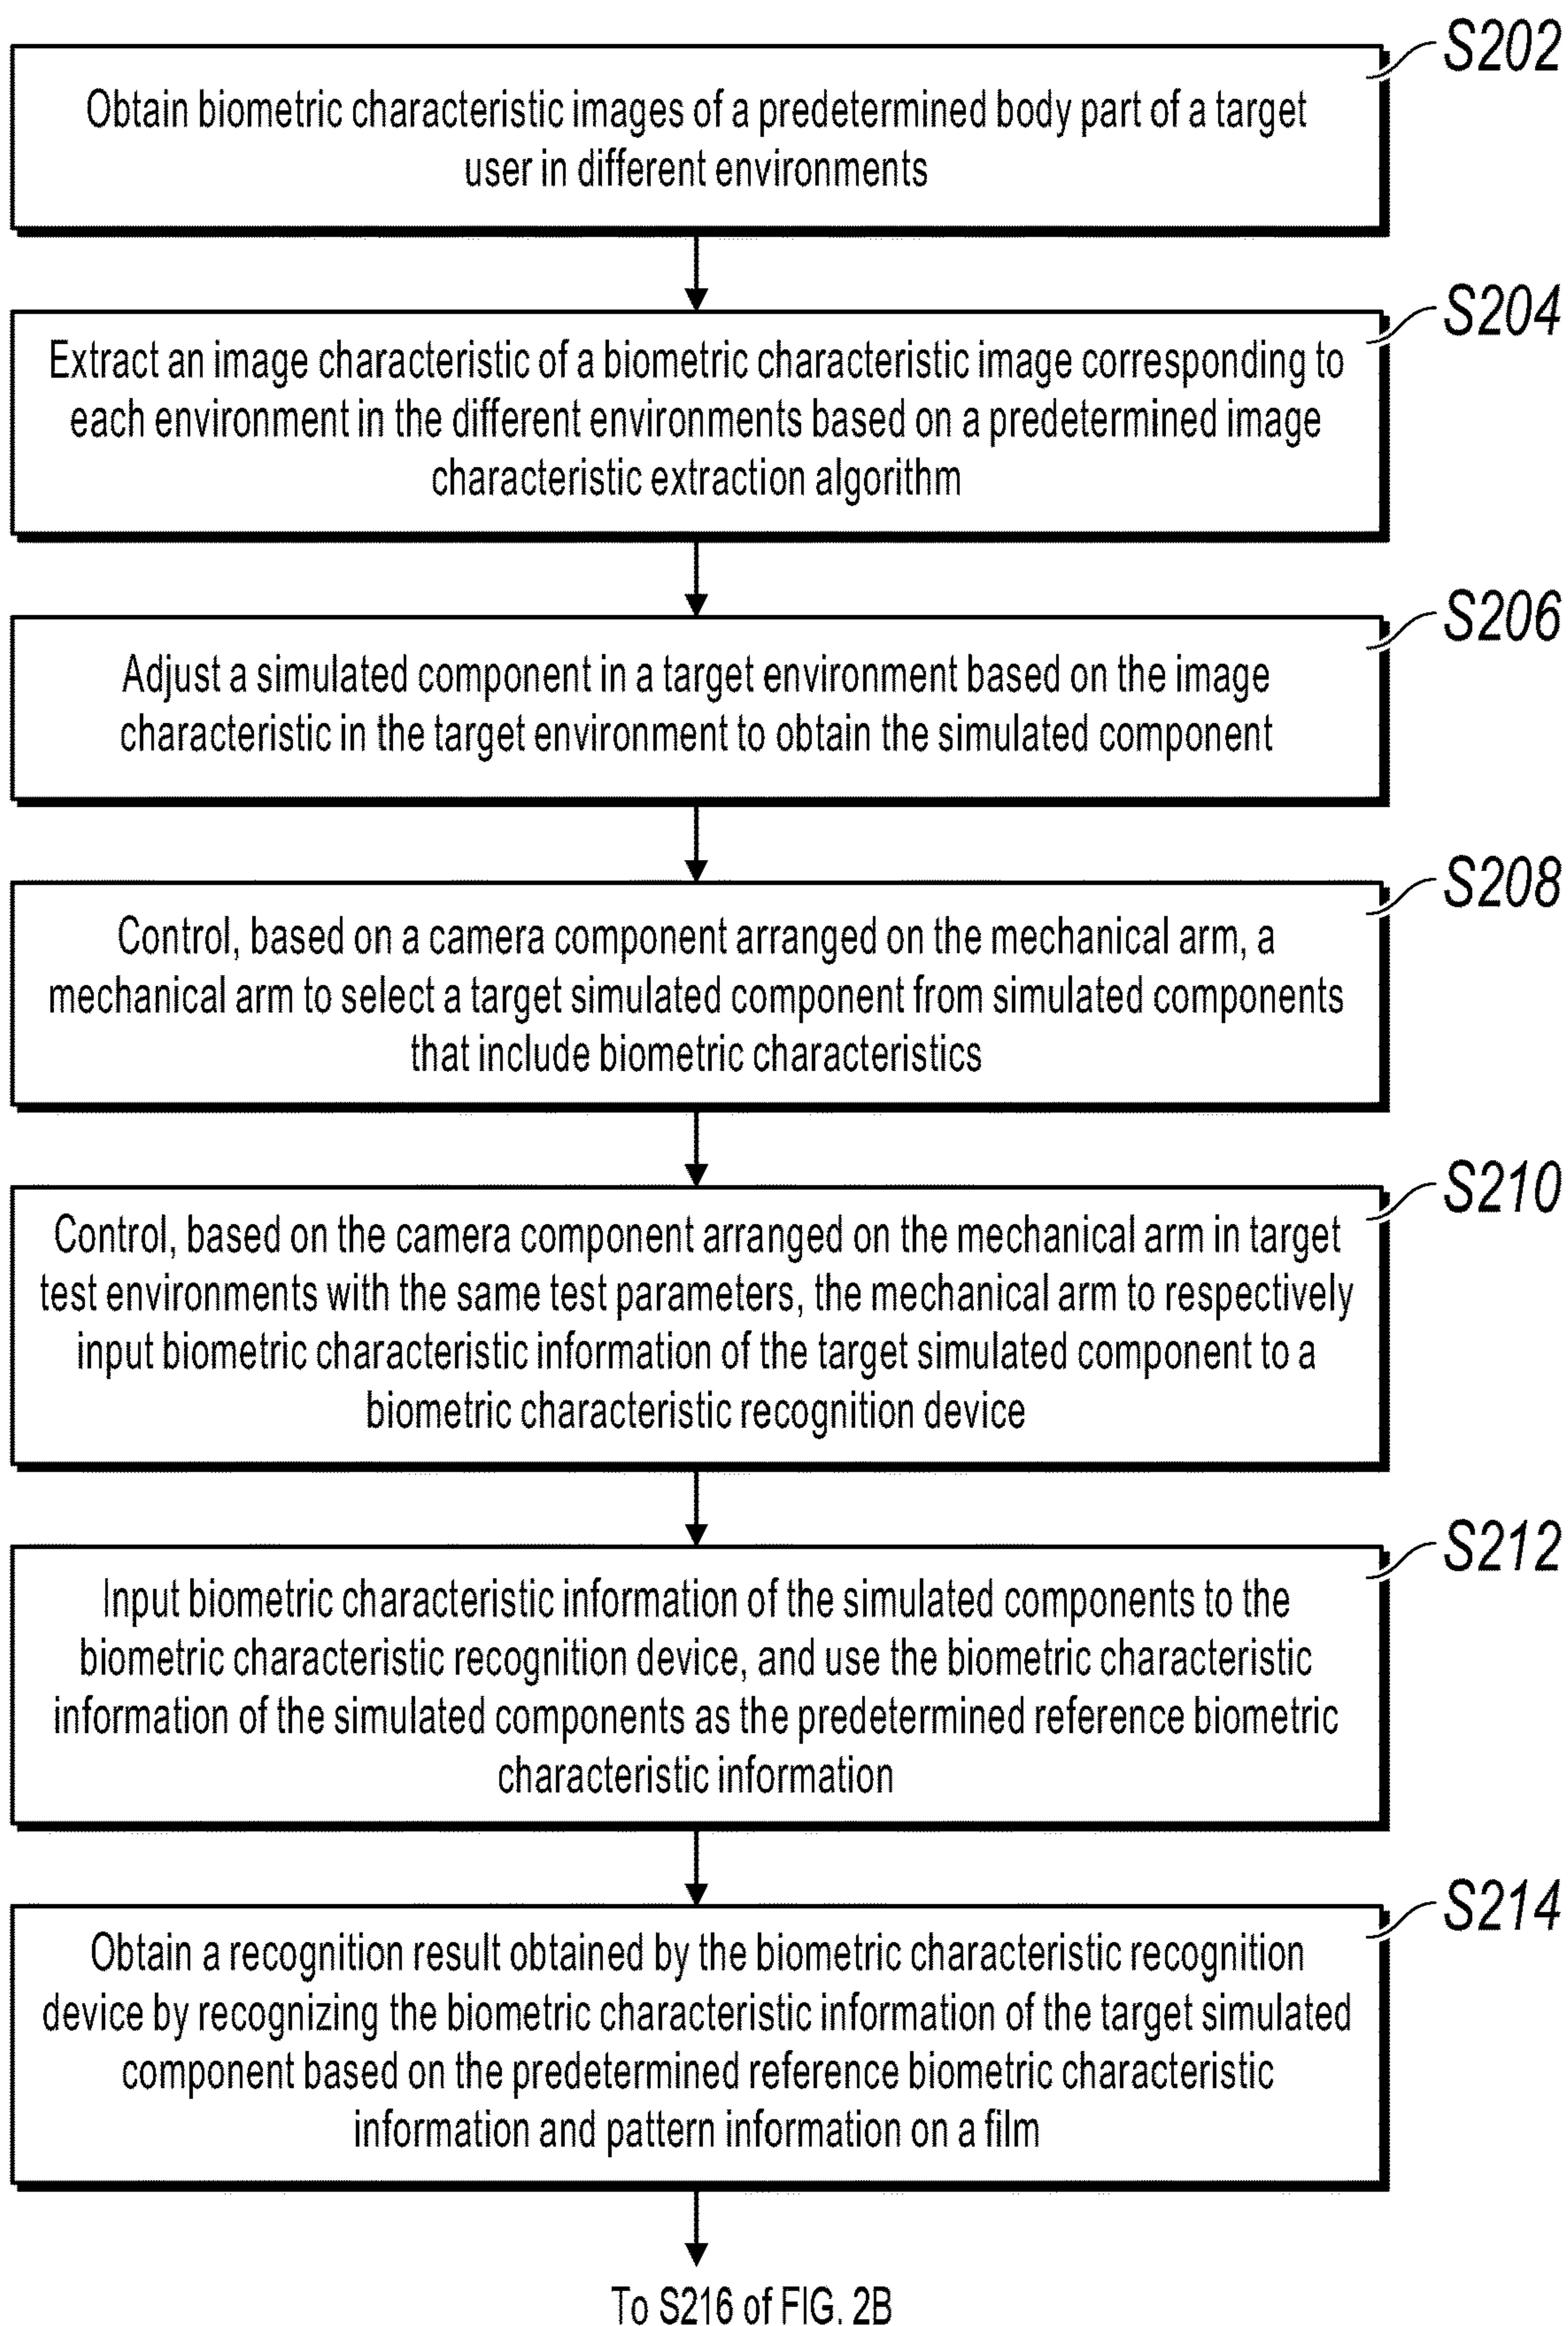 S202
Obtain biometric characteristic images of a predetermined body part of a target
user in different environments
S204
Extract an image characteristic of a biometric characteristic image corresponding to
each environment in the different environments based on a predetermined image
characteristic extraction algorithm
S206
Adjust a simulated component in a target environment based on the image
characteristic in the target environment to obtain the simulated component
S208
Control, based on a camera component arranged on the mechanical arm, a
mechanical arm to select a target simulated component from simulated components
that include biometric characteristics
S210
Control, based on the camera component arranged on the mechanical arm in target
test environments with the same test parameters, the mechanical arm to respectively
input biometric characteristic information of the target simulated component to a
biometric characteristic recognition device
S212
Input biometric characteristic information of the simulated components to the
biometric characteristic recognition device, and use the biometric characteristic
information of the simulated components as the predetermined reference biometric
characteristic information
S214
Obtain a recognition result obtained by the biometric characteristic recognition
device by recognizing the biometric characteristic information of the target simulated
component based on the predetermined reference biometric characteristic
information and pattern information on a film
To S216 of FIG. 2B